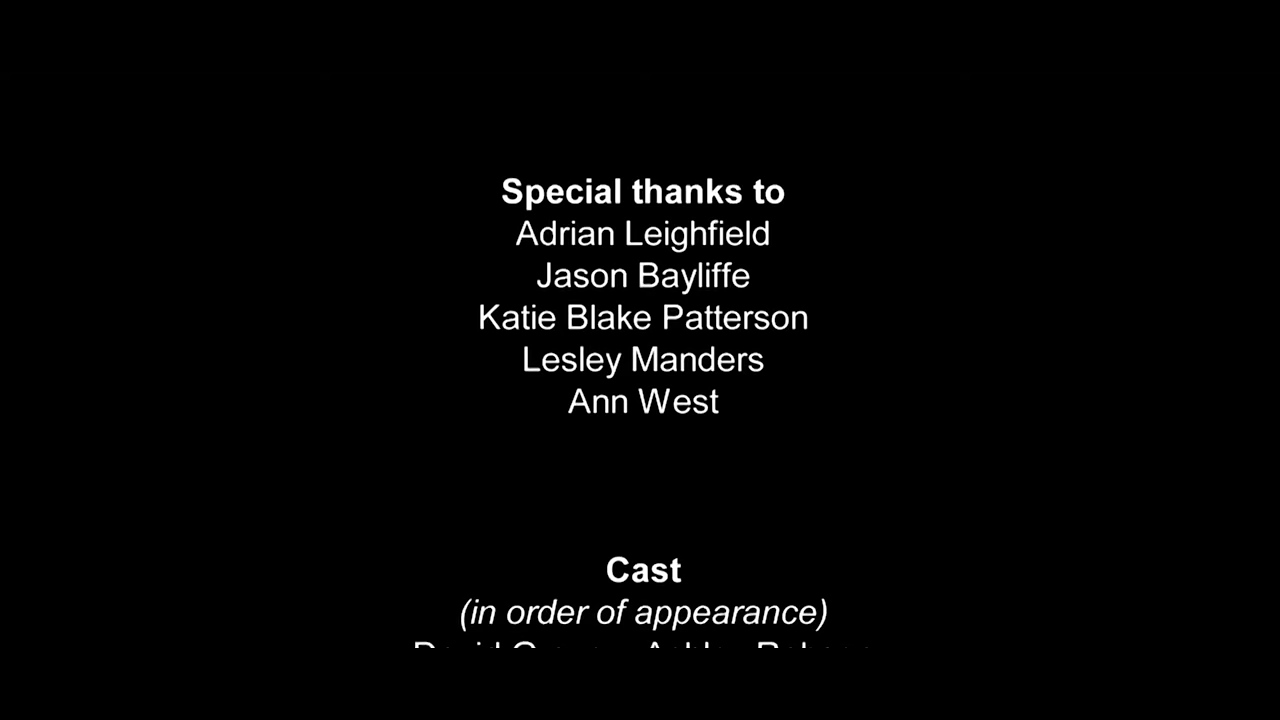 Special thanks to
Adrian Leighfield
Jason Bayliffe
Katie Blake Patterson
Lesley Manders
Ann West
Cast
(in order of appearance)
David